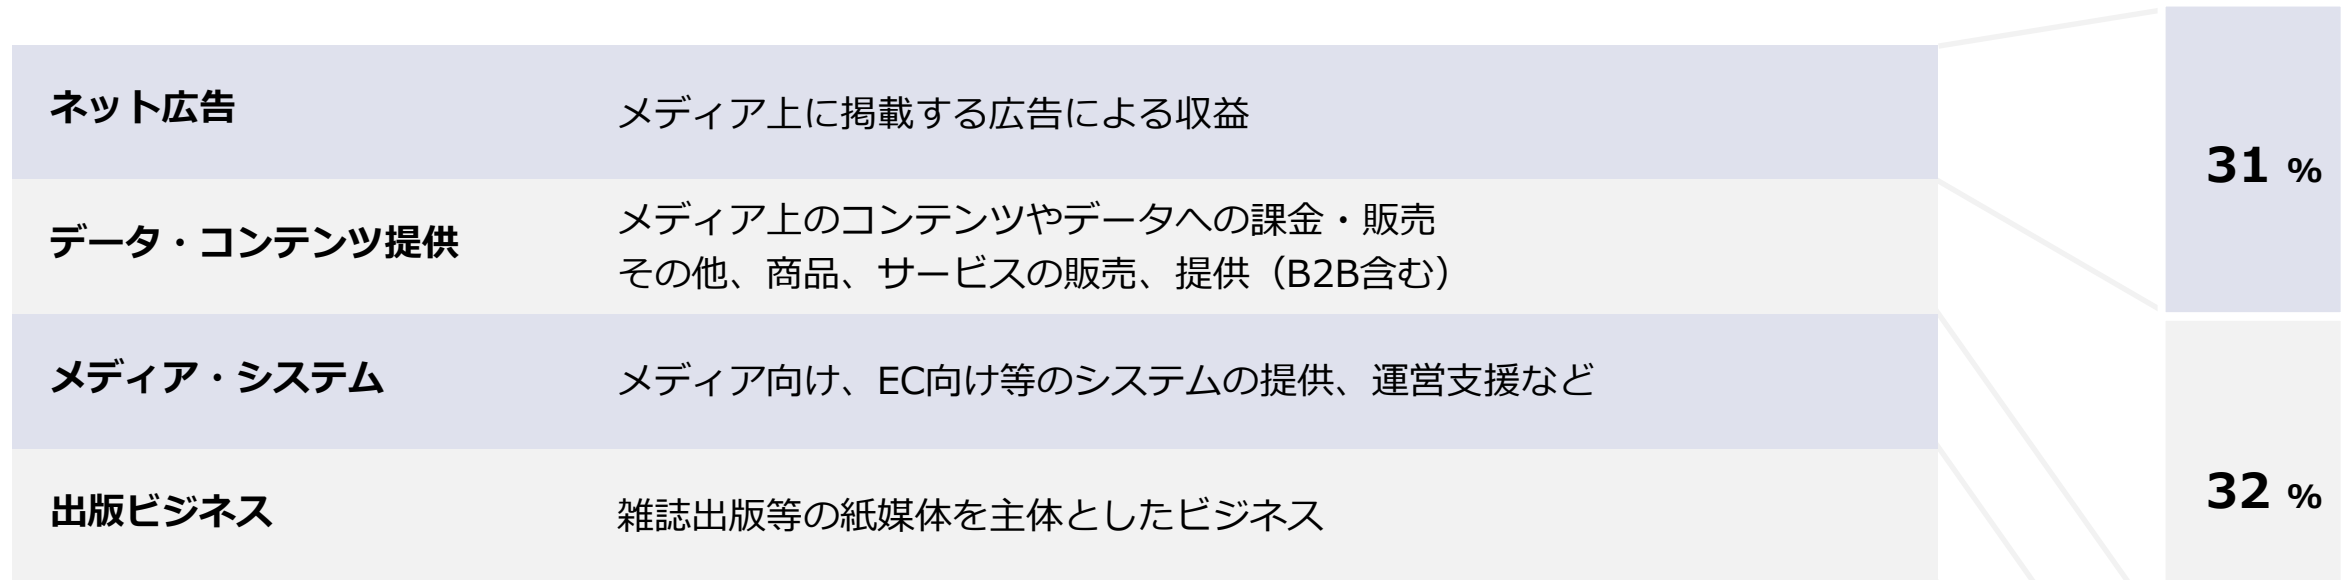 ネット広告
メディア上に掲載する広告による収益
31 %
データ・コンテンツ提供
メディア上のコンテンツやデータへの課金・販売
その他、商品、サービスの販売、提供（B2B含む）
メディア・システム
メディア向け、EC向け等のシステムの提供、運営支援など
出版ビジネス
雑誌出版等の紙媒体を主体としたビジネス
32 %